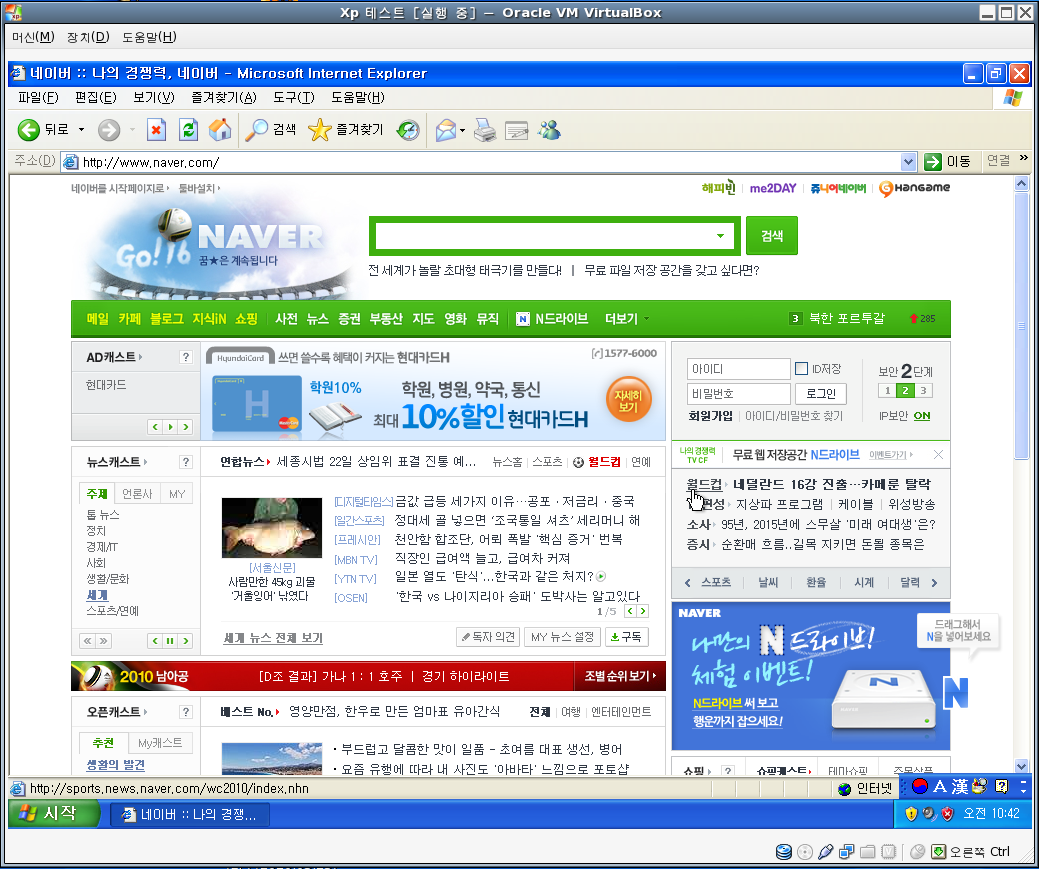 Xp 테스트 [실행 중] – Oracle VM VirtualBox
머신(M) 장치(D) 도움말(H)
네이버 :: 나의 경쟁력, 네이버 - Microsoft Internet Explorer
파일(F) 편집(E) 보기(V) 즐겨찾기(A) 도구(T) 도움말(H)
뒤로 검색 즐겨찾기
주소(D) http://www.naver.com/ 이동 연결 »
네이버를 시작페이지로 툴바설치 해피빈 me2DAY 쥬니어네이버 HANGAME
Go! 16 NAVER
꿈★은 계속됩니다
검색
전 세계가 놀랄 초대형 태극기를 만들다! | 무료 파일 저장 공간을 갖고 싶다면?
메일 카페 블로그 지식iN 쇼핑 사전 뉴스 증권 부동산 지도 영화 뮤직 N N드라이브 더보기 3 북한 포르투갈 285
AD캐스트 ?
현대카드
HyundaiCard 쓰면 쓸수록 혜택이 커지는 현대카드H 1577-6000
학원10% 학원, 병원, 약국, 통신
최대 10%할인 현대카드H
자세히
보기
아이디 ID저장
비밀번호 로그인
회원가입 아이디/비밀번호 찾기
보안 2단계
1 2 3
IP보안 ON
나의 경쟁력
TV CF
무료 웹 저장공간 N드라이브 이벤트가기
뉴스캐스트 ?
주제 언론사 MY
톱 뉴스
정치
경제/IT
사회
생활/문화
세계
스포츠/연예
연합뉴스 세종시법 22일 상임위 표결 진통 예... 뉴스홈 | 스포츠 | 월드컵 | 연예
[서울신문]
사람만한 45kg 괴물
'거울잉어' 낚였다
[디지털타임스] 금값 급등 세가지 이유…공포 · 저금리 · 중국
[일간스포츠] 정대세 골 넣으면 '조국통일 셔츠' 세리머니 해
[프레시안] 천안함 합조단, 어뢰 폭발 '핵심 증거' 번복
[MBN TV] 직장인 급여액 늘고, 급여차 커져
[YTN TV] 일본 열도 '탄식'...한국과 같은 처지?
[OSEN] '한국 vs 나이지리아 승패' 도박사는 알고있다
1/5
세계 뉴스 전체 보기 독자 의견 MY 뉴스 설정 구독
월드컵 네덜란드 16강 진출…카메룬 탈락
편성 지상파 프로그램 | 케이블 | 위성방송
소사 95년, 2015년에 스무살 '미래 여대생'은?
증시 순환매 흐름..길목 지키면 돈될 종목은
스포츠 날씨 환율 시계 달력
NAVER
나만의 N드라이브!
체험 이벤트!
N드라이브 써 보고
행운까지 잡으세요!
드래그해서
N을 넣어보세요
N
2010 남아공 [D조 결과] 가나 1 : 1 호주 | 경기 하이라이트 조별 순위 보기
오픈캐스트 ?
추천 My캐스트
생활의 발견
베스트 No. 영양만점, 한우로 만든 엄마표 유아간식 전체 | 여행 | 엔터테인먼트
· 부드럽고 달콤한 맛이 일품 - 초여름 대표 생선, 병어
· 요즘 유행에 따라 내 사진도 '아바타' 느낌으로 포토샵
쇼핑 ? 쇼핑캐스트 테마쇼핑 주목상품
http://sports.news.naver.com/wc2010/index.nhn 인터넷 A 漢
시작 네이버 :: 나의 경쟁... 오전 10:42
오른쪽 Ctrl